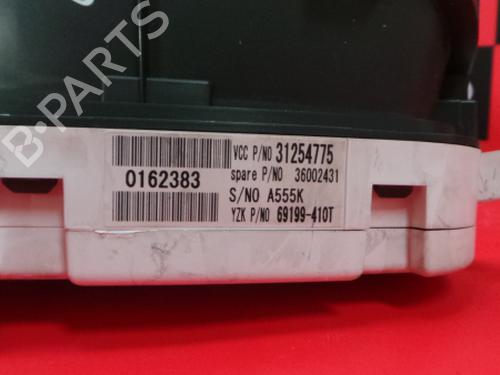 B-PARTS
0162383
VCC P/NO 31254775
spare P/NO 36002431
S/NO A555K
YZK P/NO 69199-410T